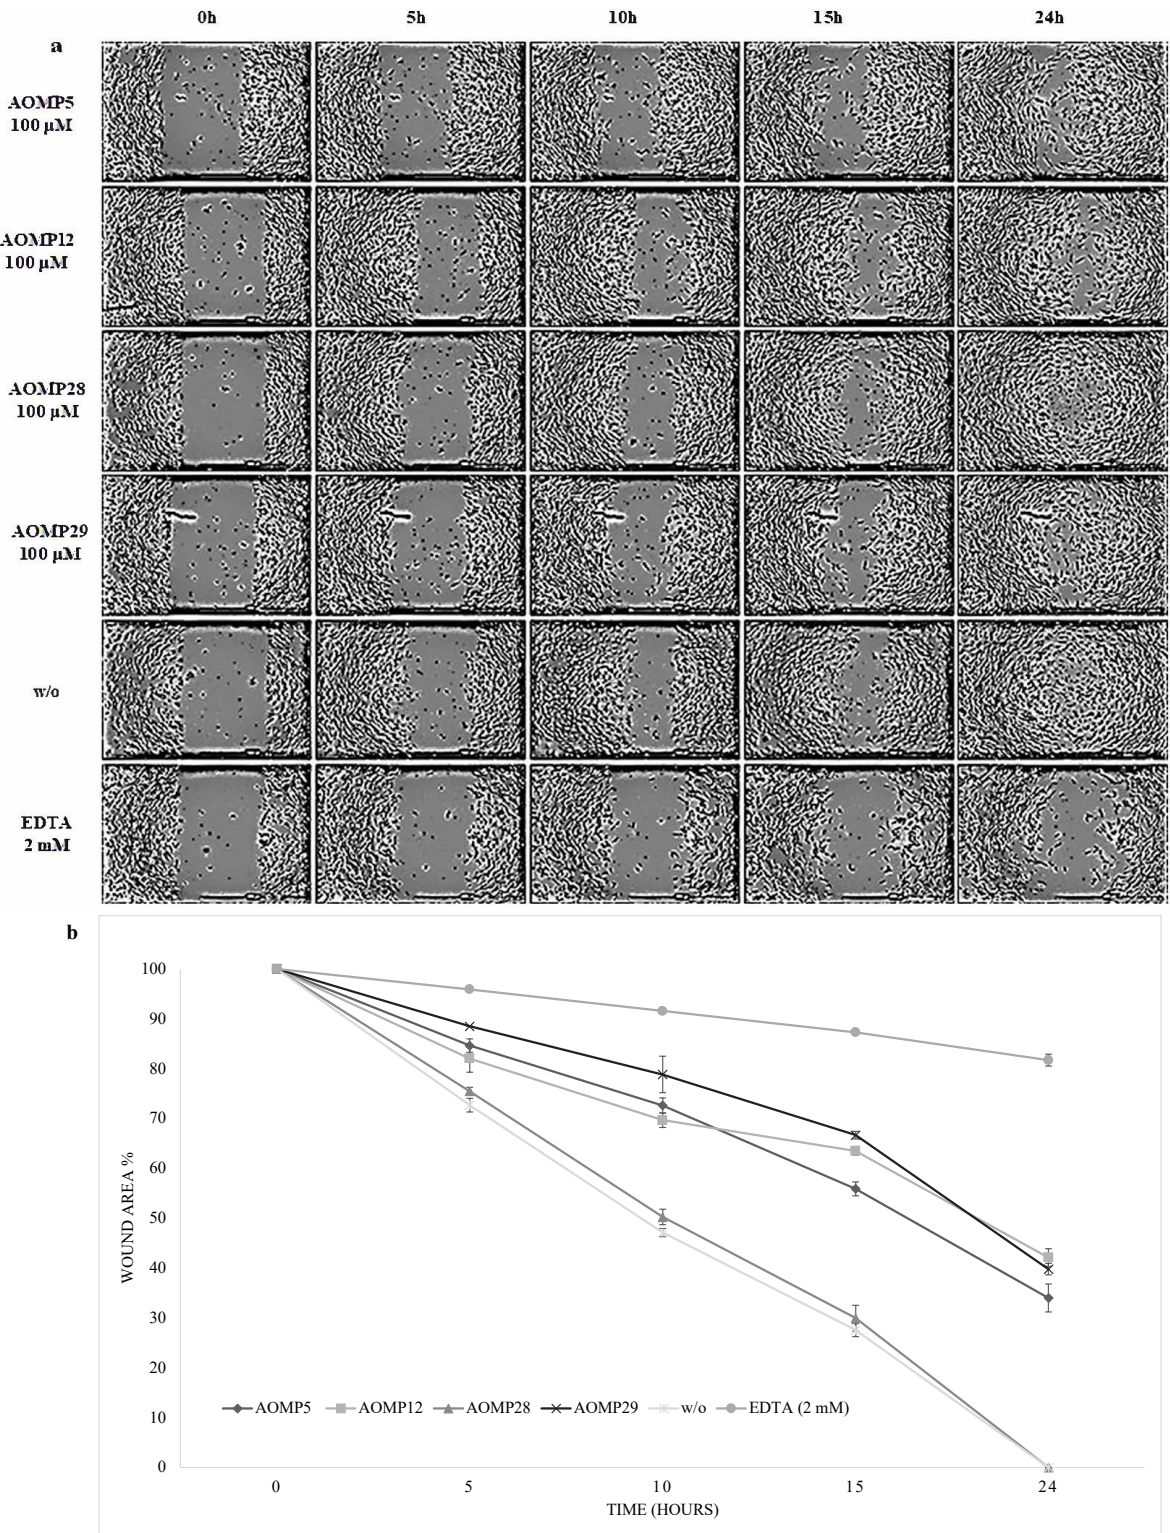 0h 5h 10h 15h 24h
a
AOMP5
100 µM
AOMP12
100 µM
AOMP28
100 µM
AOMP29
100 µM
w/o
EDTA
2 mM
b
100
90
80
70
60
50
40
30
20
10
0
WOUND AREA %
AOMP5 AOMP12 AOMP28 AOMP29 w/o EDTA (2 mM)
0 5 10 15 24
TIME (HOURS)